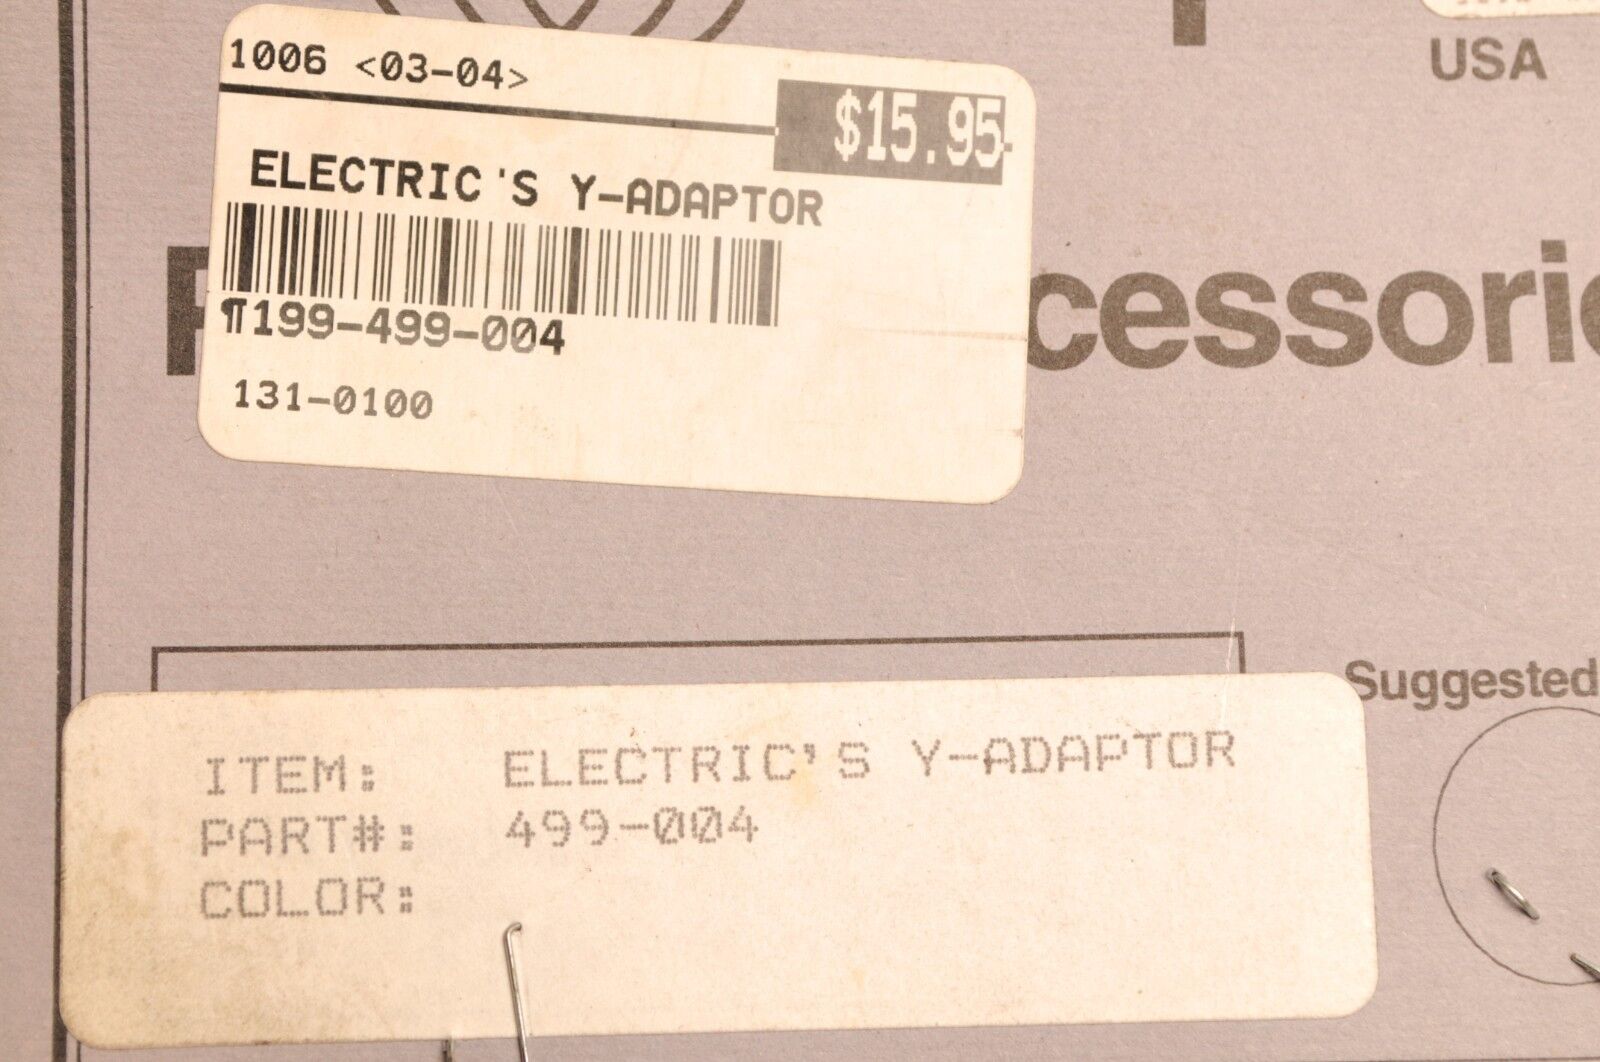 USA
1006 <03-04>
$15.95
ELECTRIC'S Y-ADAPTOR
¶199-499-004
131-0100
cessorie
Suggested
ITEM: ELECTRIC'S Y-ADAPTOR
PART#: 499-004
COLOR: